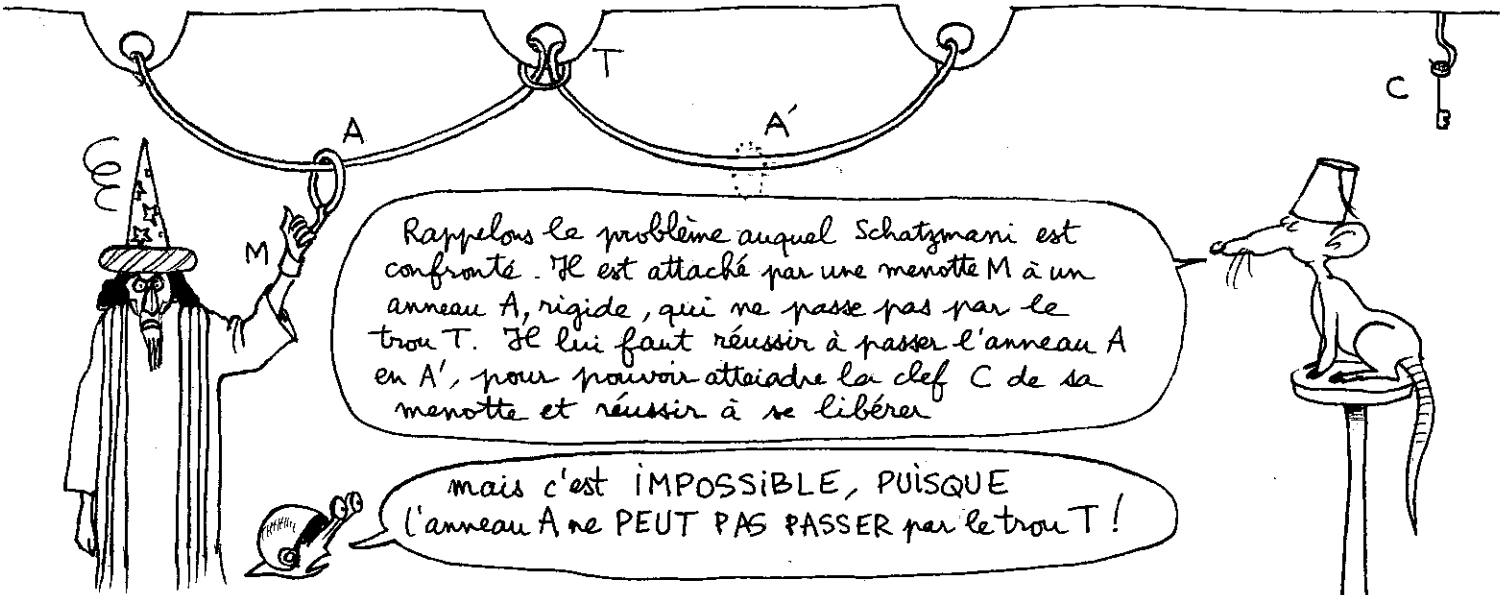 T
C
A
A'
M
Rappelons le problème auquel Schatzmani est
confronté. Il est attaché par une menotte M à un
anneau A, rigide, qui ne passe pas par le
trou T. Il lui faut réussir à passer l'anneau A
en A', pour pouvoir atteindre la clef C de sa
menotte et réussir à se libérer
mais c'est IMPOSSIBLE, PUISQUE
l'anneau A ne PEUT PAS PASSER par le trou T !